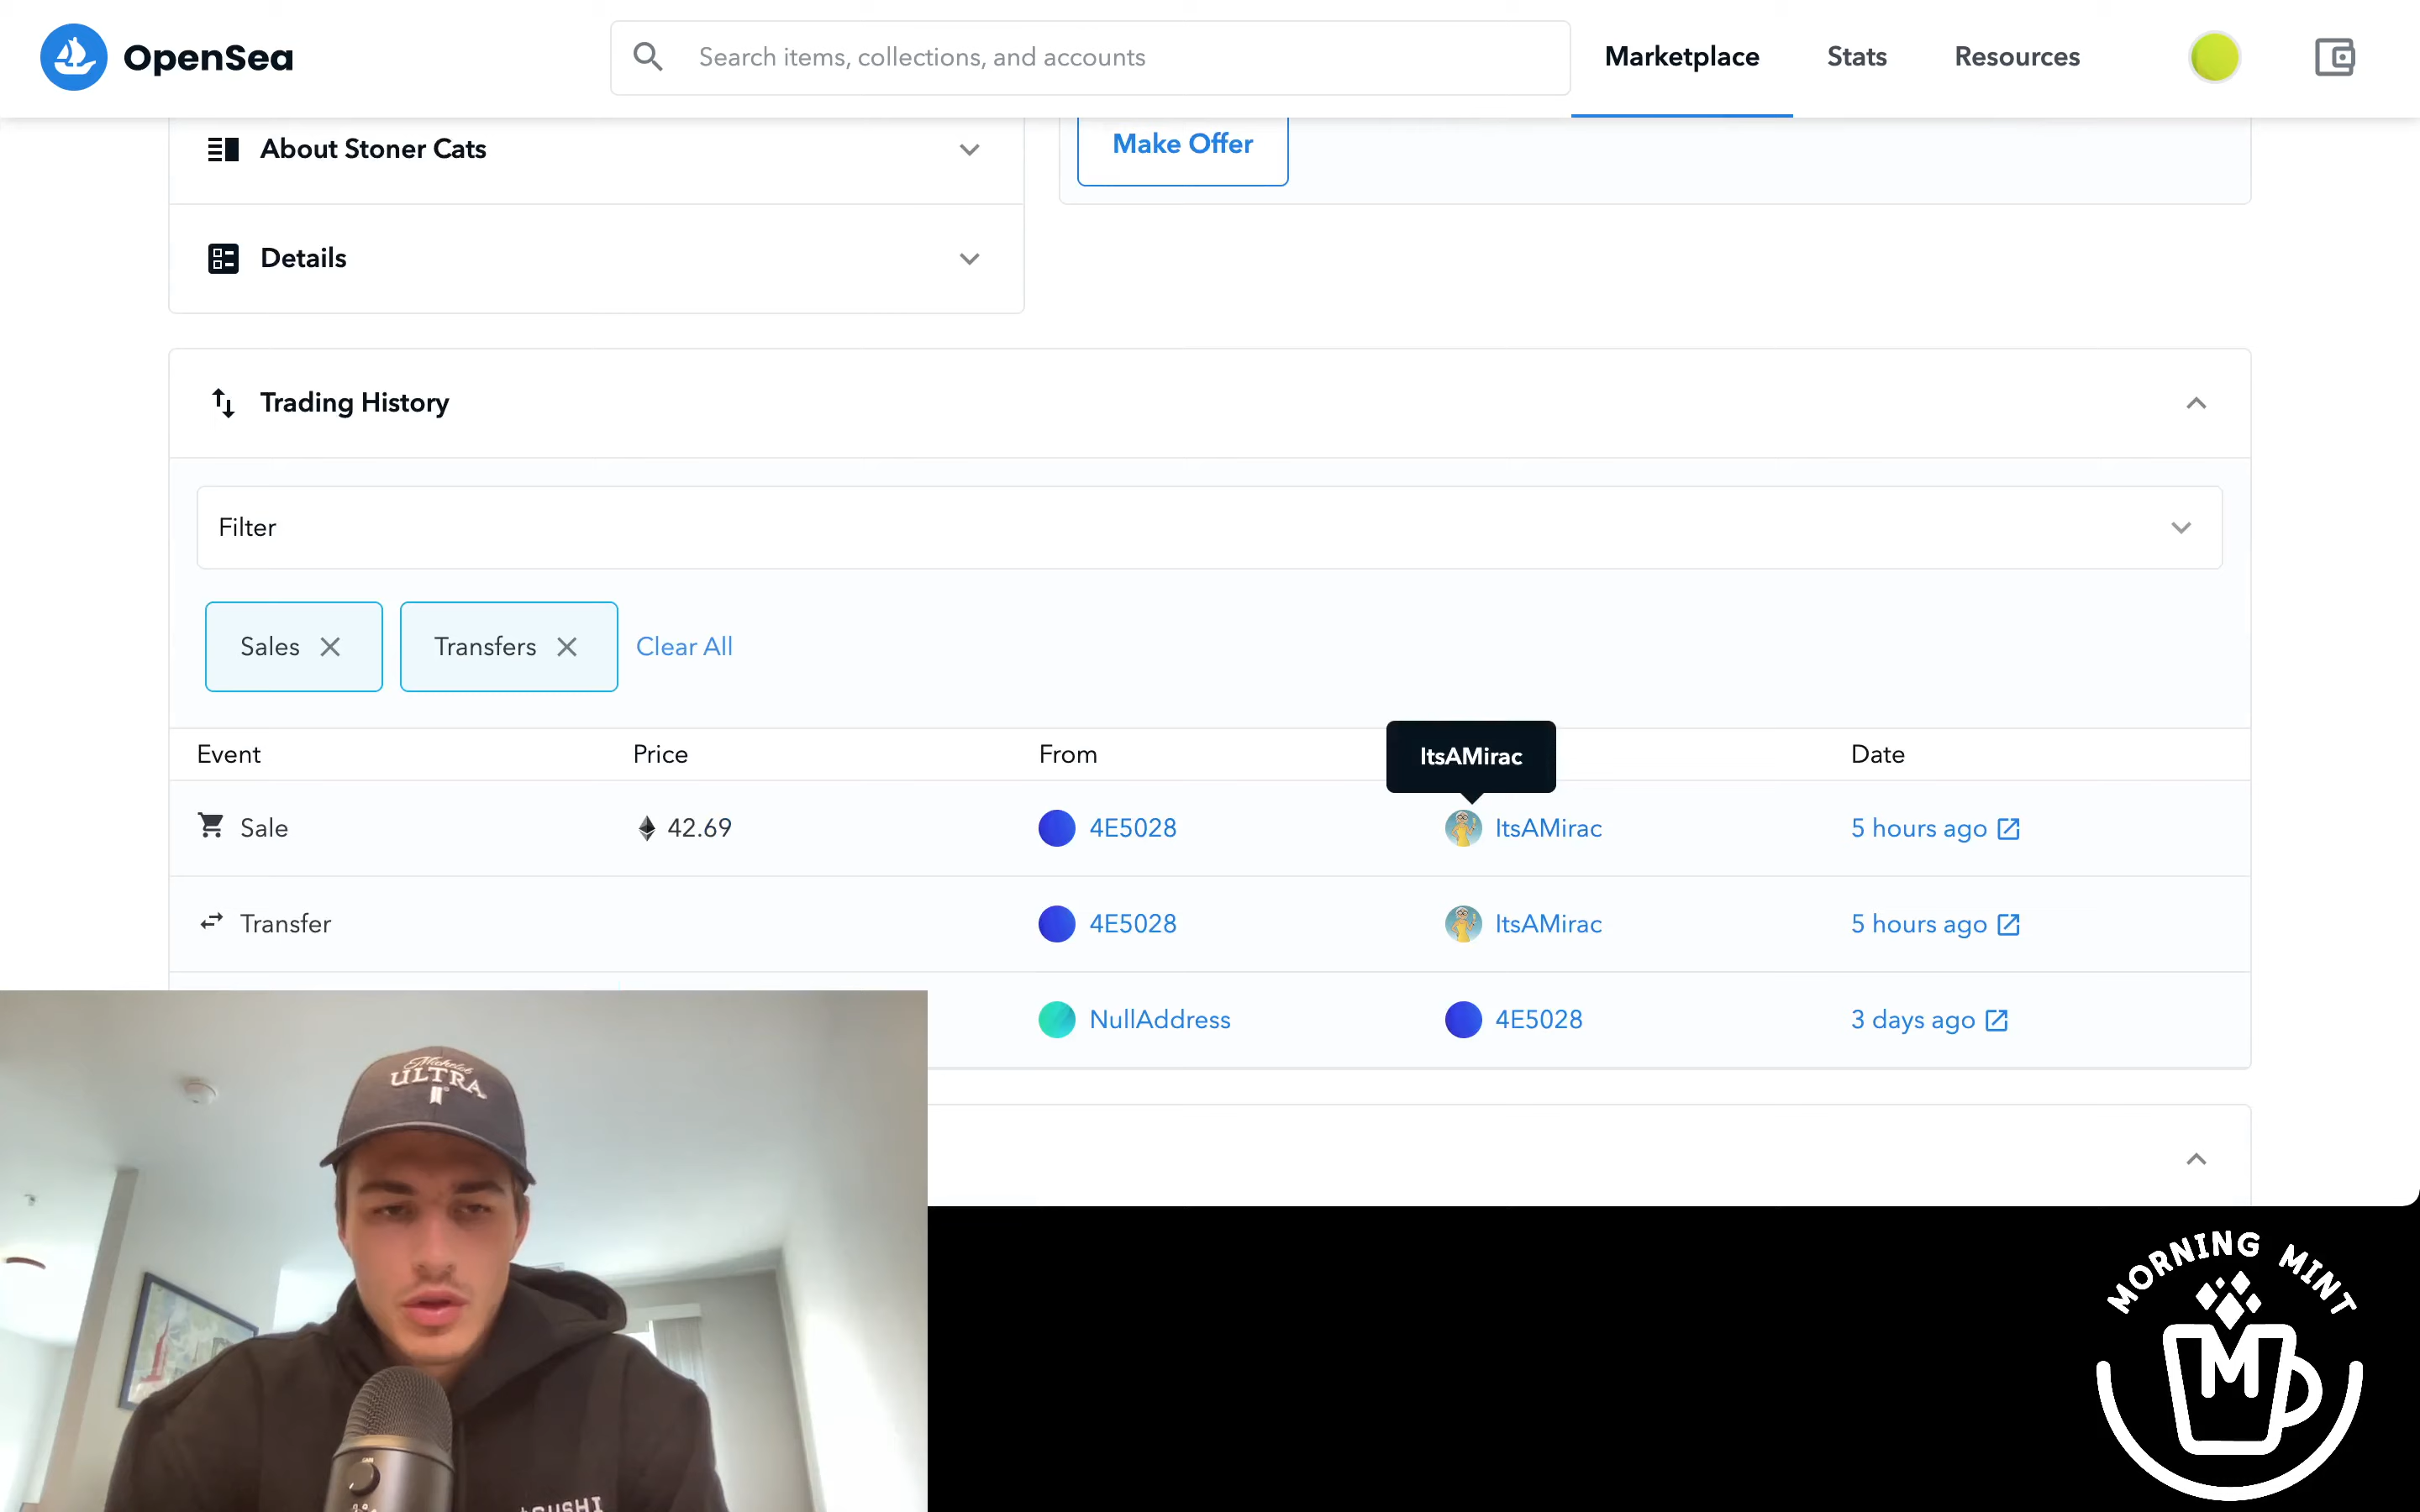 OpenSea
Search items, collections, and accounts
Marketplace
Stats
Resources
About Stoner Cats
Make Offer
Details
Trading History
Filter
Sales
Transfers
Clear All
Event Price From Date
ItsAMirac
Sale 42.69 4E5028 ItsAMirac 5 hours ago
Transfer 4E5028 ItsAMirac 5 hours ago
NullAddress 4E5028 3 days ago
Michelob
ULTRA
MORNING MINT
M